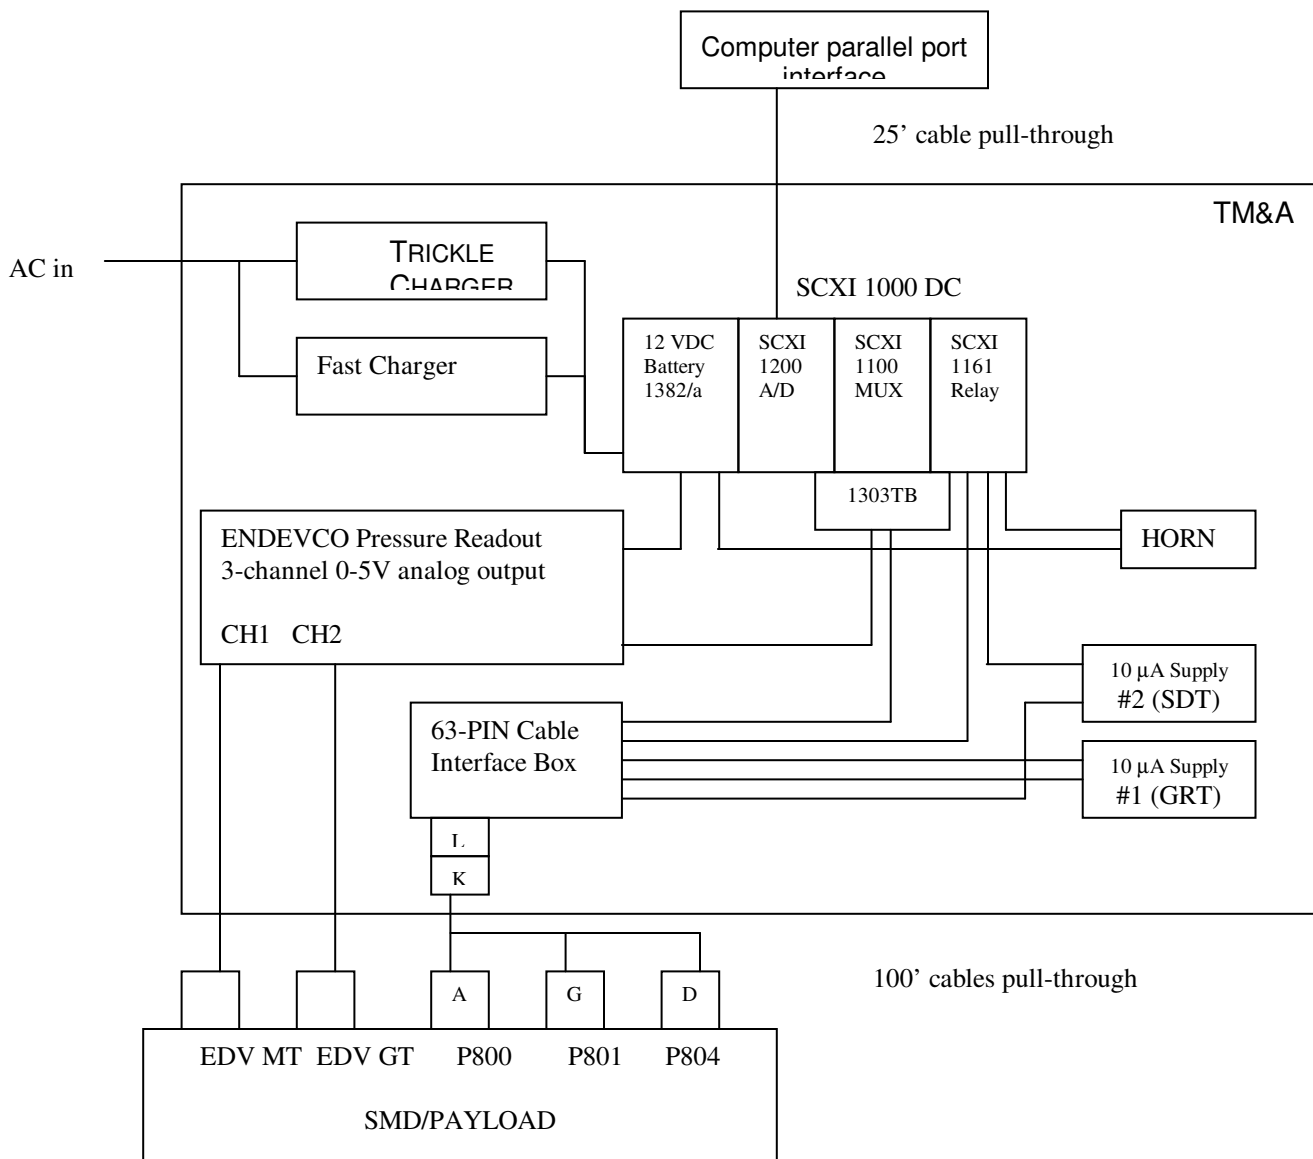 Computer parallel port
interface
25’ cable pull-through
TM&A
AC in
TRICKLE
CHARGER
SCXI 1000 DC
Fast Charger
12 VDC
Battery
1382/a
SCXI
1200
A/D
SCXI
1100
MUX
SCXI
1161
Relay
1303TB
ENDEVCO Pressure Readout
3-channel 0-5V analog output
CH1 CH2
HORN
10 µA Supply
#2 (SDT)
63-PIN Cable
Interface Box
10 µA Supply
#1 (GRT)
L
K
100’ cables pull-through
A
G
D
EDV MT EDV GT P800 P801 P804
SMD/PAYLOAD